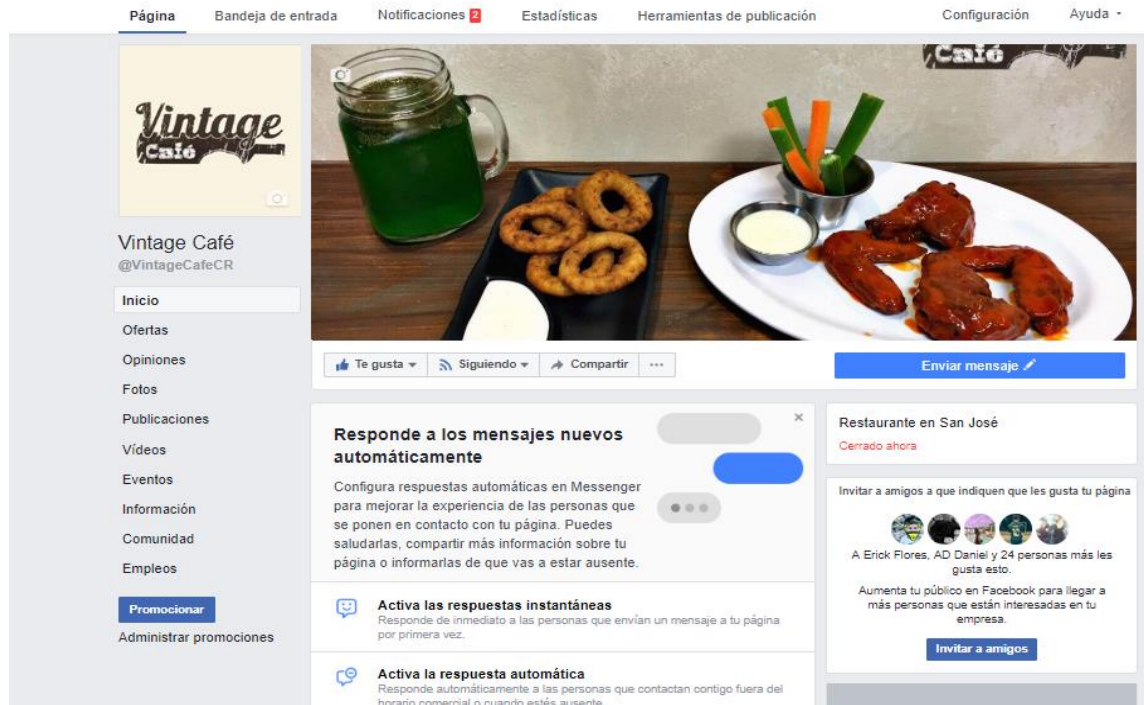 Página Bandeja de entrada Notificaciones 2 Estadísticas Herramientas de publicación Configuración Ayuda
Vintage
Café
Café
Vintage Café
@VintageCafeCR
Inicio
Ofertas
Opiniones
Fotos
Publicaciones
Vídeos
Eventos
Información
Comunidad
Empleos
Promocionar
Administrar promociones
Te gusta Siguiendo Compartir ...
Enviar mensaje
Responde a los mensajes nuevos
automáticamente
Configura respuestas automáticas en Messenger
para mejorar la experiencia de las personas que
se ponen en contacto con tu página. Puedes
saludarlas, compartir más información sobre tu
página o informarlas de que vas a estar ausente.
Activa las respuestas instantáneas
Responde de inmediato a las personas que envían un mensaje a tu página
por primera vez.
Activa la respuesta automática
Responde automáticamente a las personas que contactan contigo fuera del
horario comercial o cuando estés ausente.
Restaurante en San José
Cerrado ahora
Invitar a amigos a que indiquen que les gusta tu página
A Erick Flores, AD Daniel y 24 personas más les
gusta esto.
Aumenta tu público en Facebook para llegar a
más personas que están interesadas en tu
empresa.
Invitar a amigos